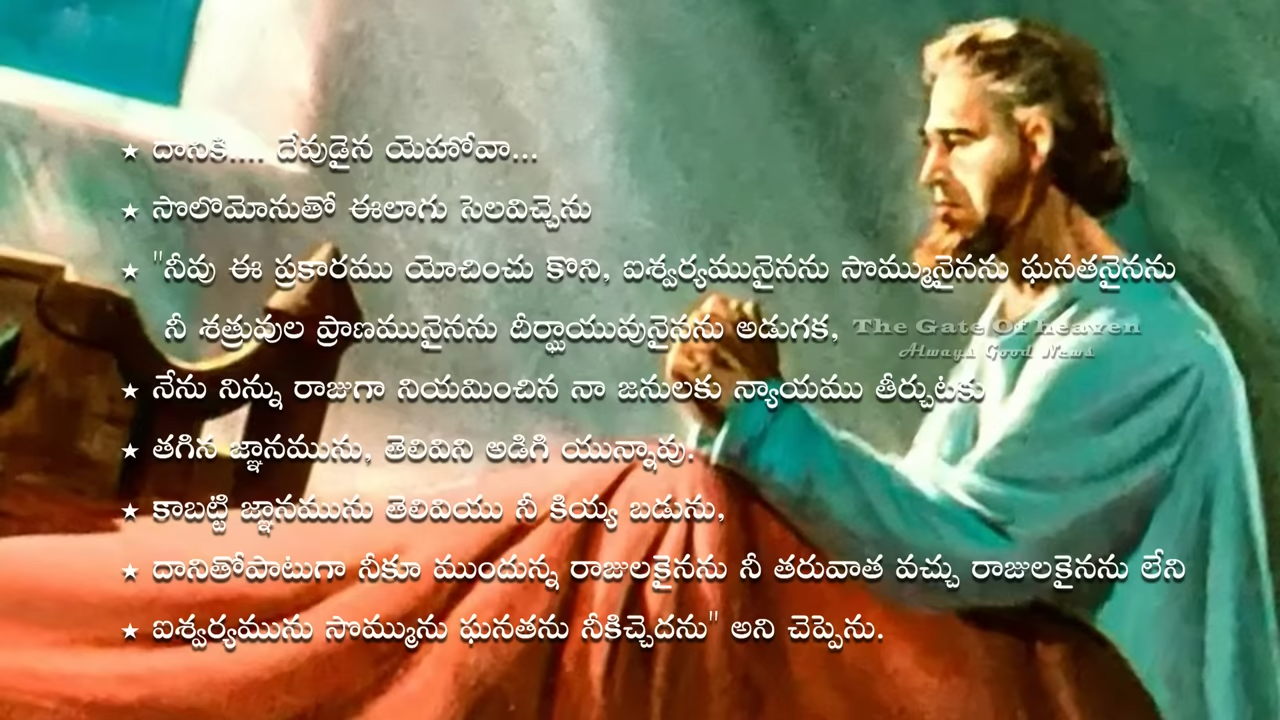 ★ దానికి.... దేవుడైన యెహోవా...
★ సొలొమోనుతో ఈలాగు సెలవిచ్చెను
★ "నీవు ఈ ప్రకారము యోచించు కొని, ఐశ్వర్యమునైనను సొమ్మునైనను ఘనతనైనను
నీ శత్రువుల ప్రాణమునైనను దీర్ఘాయువునైనను అడుగక,
The Gate Of heaven
Always Good News
★ నేను నిన్ను రాజుగా నియమించిన నా జనులకు న్యాయము తీర్చుటకు
★ తగిన జ్ఞానమును, తెలివిని అడిగి యున్నావు.
★ కాబట్టి జ్ఞానమును తెలివియు నీ కియ్య బడును,
★ దానితోపాటుగా నీకూ ముందున్న రాజులకైనను నీ తరువాత వచ్చు రాజులకైనను లేని
★ ఐశ్వర్యమును సొమ్మును ఘనతను నీకిచ్చెదను" అని చెప్పెను.